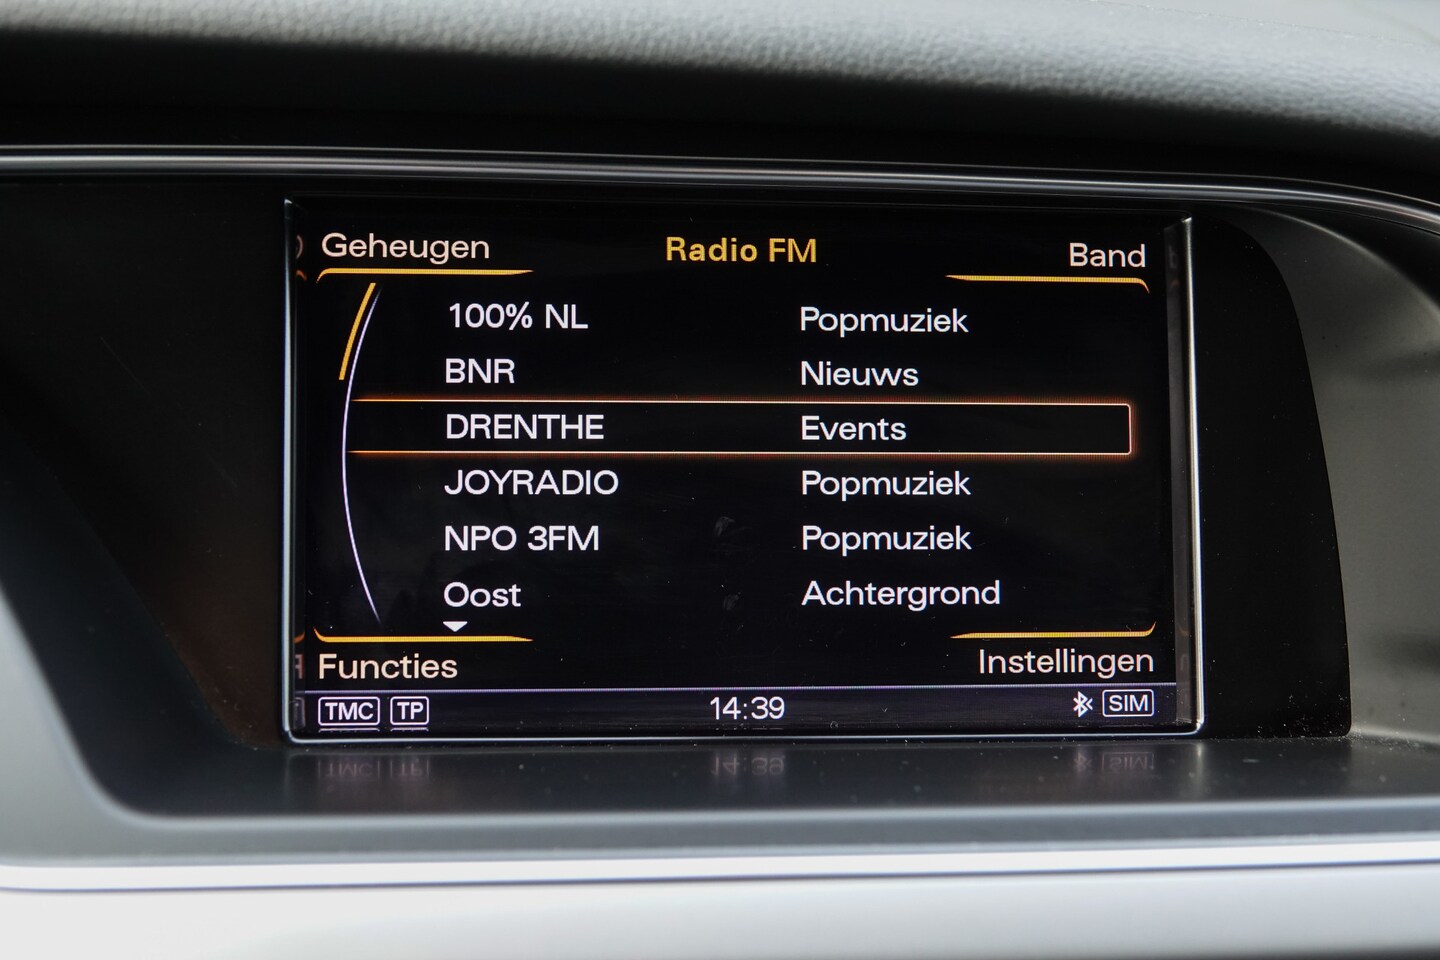 Geheugen Radio FM Band
100% NL Popmuziek
BNR Nieuws
DRENTHE Events
JOYRADIO Popmuziek
NPO 3FM Popmuziek
Oost Achtergrond
Functies Instellingen
TMC TP 14:39 SIM